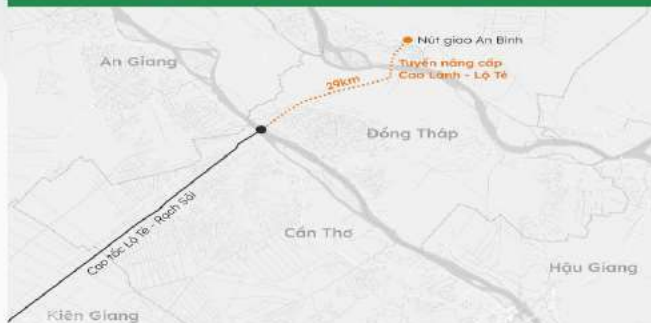 Nút giao An Bình
An Giang
Tuyến nâng cấp
Cao Lãnh - Lộ Tẻ
29km
Đồng Tháp
Cao tốc Lộ Tẻ - Rạch Sỏi
Cần Thơ
Hậu Giang
Kiên Giang